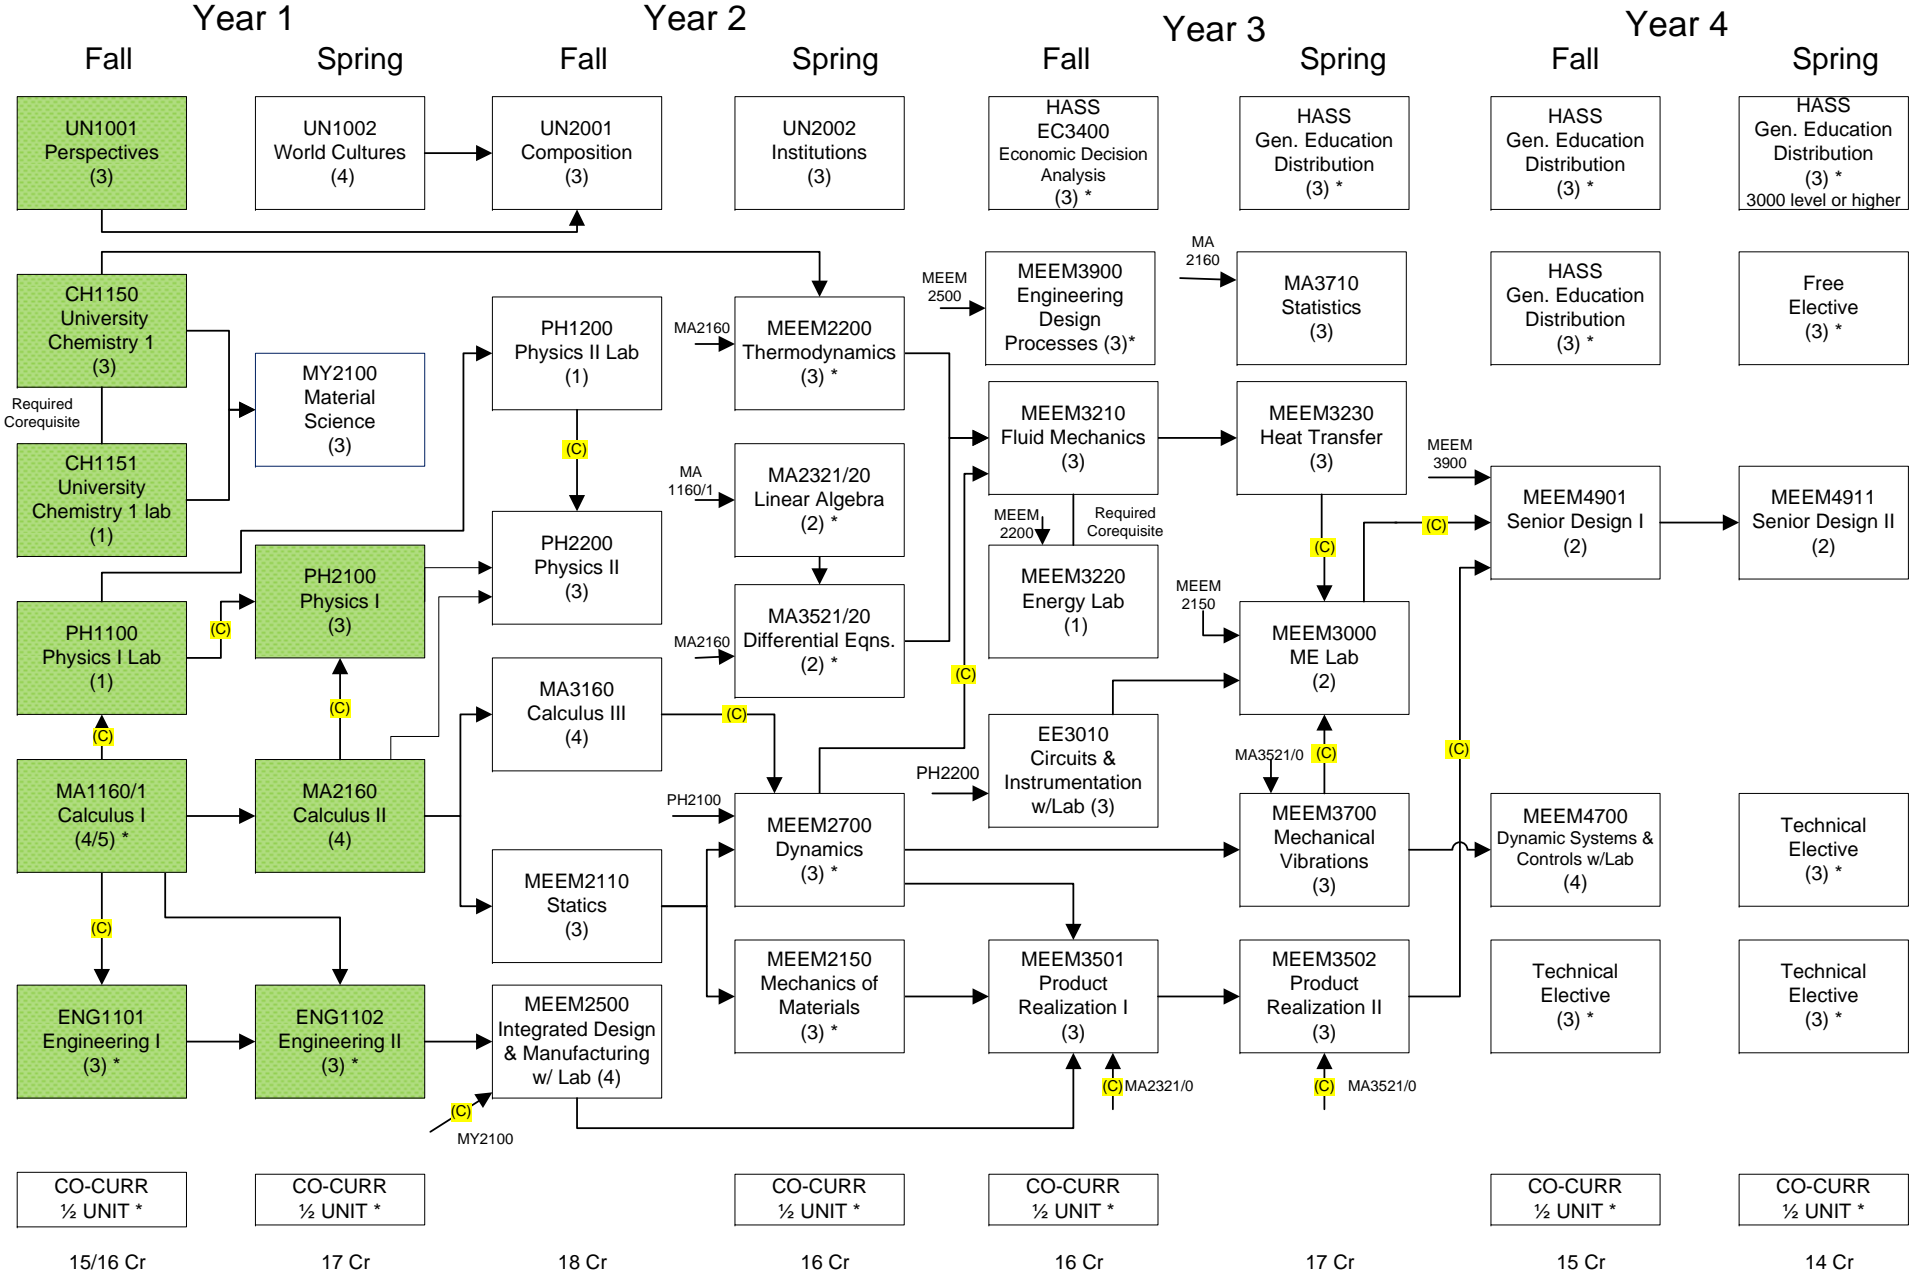 Year 1
Year 2
Year 3
Year 4
Fall
Spring
Fall
Spring
Fall
Spring
Fall
Spring
UN1001
Perspectives
(3)
UN1002
World Cultures
(4)
UN2001
Composition
(3)
UN2002
Institutions
(3)
HASS
EC3400
Economic Decision
Analysis
(3) *
HASS
Gen. Education
Distribution
(3) *
HASS
Gen. Education
Distribution
(3) *
HASS
Gen. Education
Distribution
(3) *
3000 level or higher
CH1150
University
Chemistry 1
(3)
Required
Corequisite
CH1151
University
Chemistry 1 lab
(1)
MY2100
Material
Science
(3)
PH1200
Physics II Lab
(1)
(C)
MA2160
MEEM2200
Thermodynamics
(3) *
MEEM
2500
MEEM3900
Engineering
Design
Processes (3)*
MA
2160
MA3710
Statistics
(3)
HASS
Gen. Education
Distribution
(3) *
Free
Elective
(3) *
MEEM3210
Fluid Mechanics
(3)
MEEM3230
Heat Transfer
(3)
MA
1160/1
MA2321/20
Linear Algebra
(2) *
MEEM
3900
MEEM4901
Senior Design I
(2)
MEEM4911
Senior Design II
(2)
(C)
PH2200
Physics II
(3)
MEEM
2200
Required
Corequisite
(C)
PH2100
Physics I
(3)
PH1100
Physics I Lab
(1)
(C)
MA2160
MA3521/20
Differential Eqns.
(2) *
MEEM3220
Energy Lab
(1)
MEEM
2150
MEEM3000
ME Lab
(2)
(C)
(C)
(C)
MA3160
Calculus III
(4)
(C)
(C)
EE3010
Circuits &
Instrumentation
w/Lab (3)
PH2200
MA3521/0
(C)
(C)
MA1160/1
Calculus I
(4/5) *
MA2160
Calculus II
(4)
PH2100
MEEM2700
Dynamics
(3) *
MEEM3700
Mechanical
Vibrations
(3)
MEEM4700
Dynamic Systems &
Controls w/Lab
(4)
Technical
Elective
(3) *
MEEM2110
Statics
(3)
(C)
ENG1101
Engineering I
(3) *
ENG1102
Engineering II
(3) *
MEEM2500
Integrated Design
& Manufacturing
w/ Lab (4)
MEEM2150
Mechanics of
Materials
(3) *
MEEM3501
Product
Realization I
(3)
MEEM3502
Product
Realization II
(3)
Technical
Elective
(3) *
Technical
Elective
(3) *
(C)
MY2100
(C) MA2321/0
(C) MA3521/0
CO-CURR
½ UNIT *
CO-CURR
½ UNIT *
CO-CURR
½ UNIT *
CO-CURR
½ UNIT *
CO-CURR
½ UNIT *
CO-CURR
½ UNIT *
15/16 Cr
17 Cr
18 Cr
16 Cr
16 Cr
17 Cr
15 Cr
14 Cr